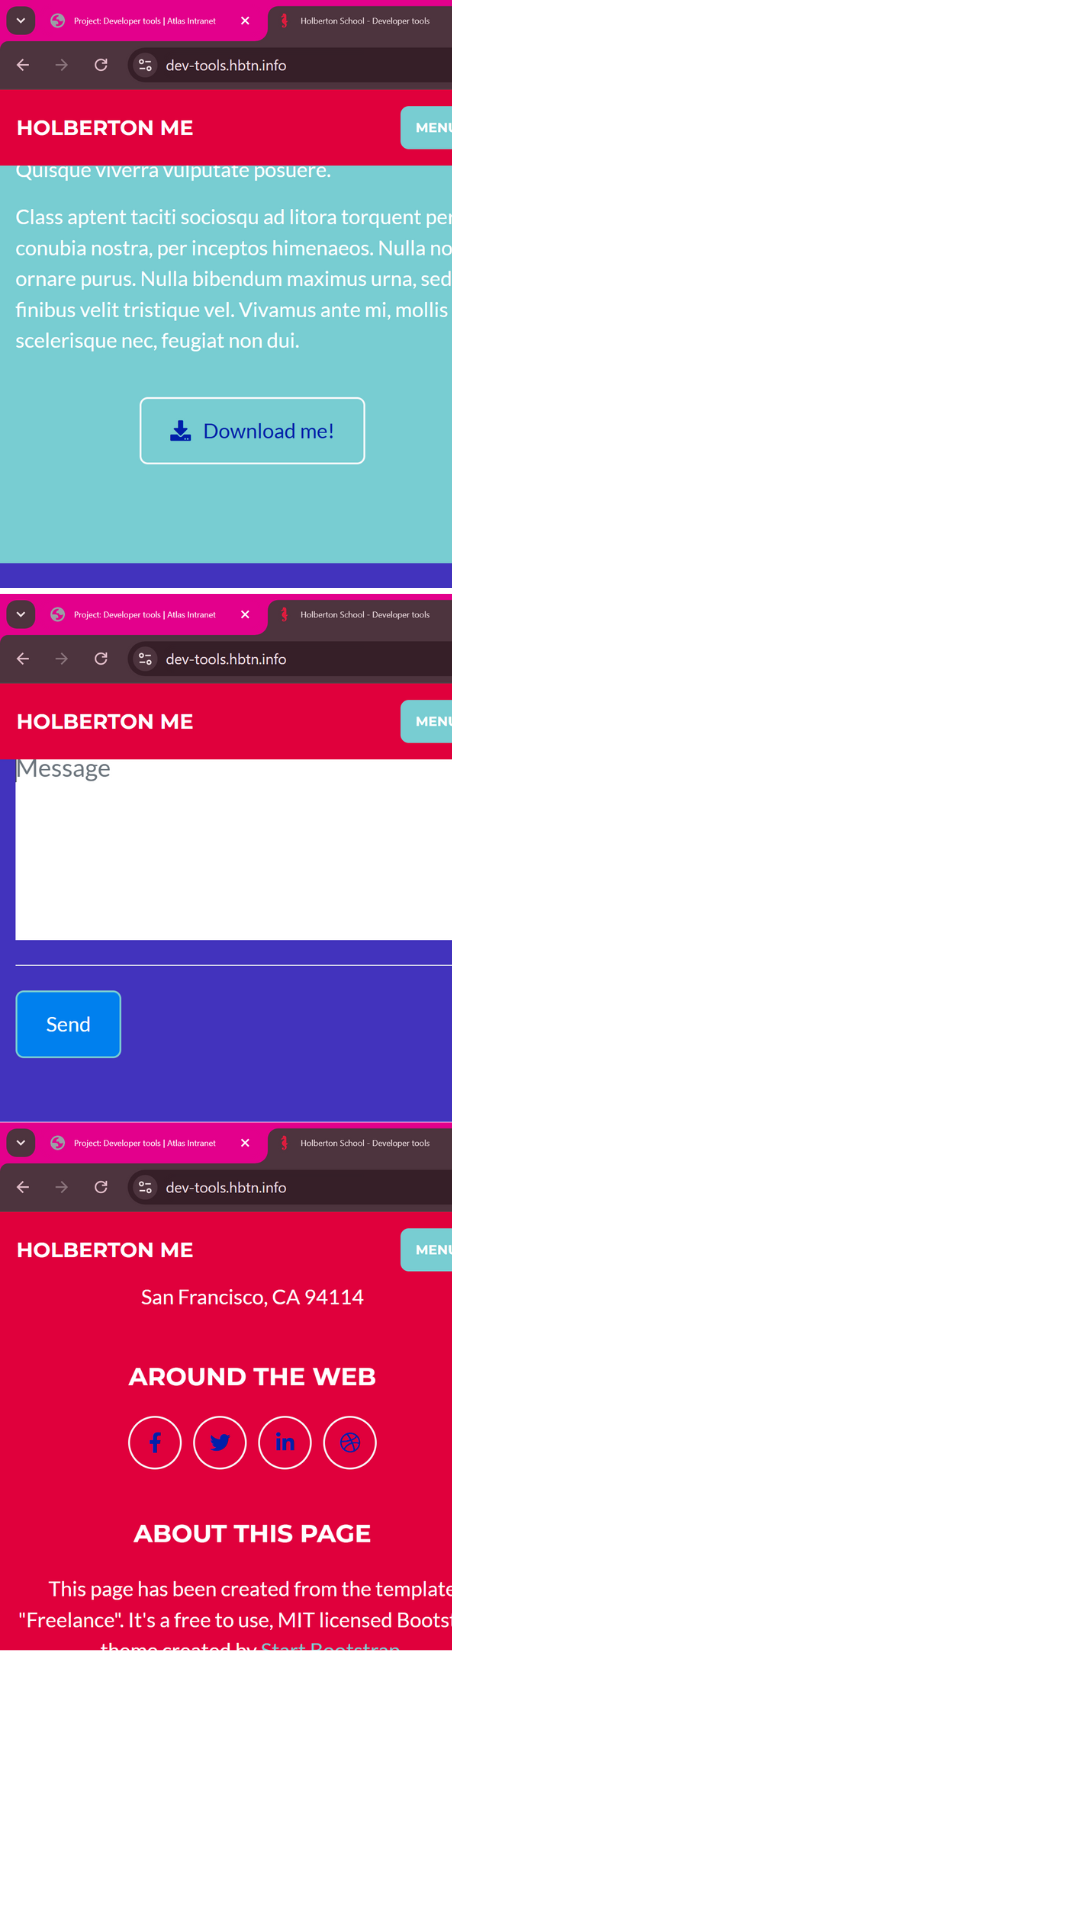 Project: Developer tools | Atlas Intranet
Holberton School - Developer tools
dev-tools.hbtn.info
HOLBERTON ME
MENU
Quisque viverra vulputate posuere.
Class aptent taciti sociosqu ad litora torquent per
conubia nostra, per inceptos himenaeos. Nulla no
ornare purus. Nulla bibendum maximus urna, sed
finibus velit tristique vel. Vivamus ante mi, mollis
scelerisque nec, feugiat non dui.
Download me!
Project: Developer tools | Atlas Intranet
Holberton School - Developer tools
dev-tools.hbtn.info
HOLBERTON ME
MENU
Message
Send
Project: Developer tools | Atlas Intranet
Holberton School - Developer tools
dev-tools.hbtn.info
HOLBERTON ME
MENU
San Francisco, CA 94114
AROUND THE WEB
ABOUT THIS PAGE
This page has been created from the template
"Freelance". It's a free to use, MIT licensed Bootst
theme created by Start Bootstrap